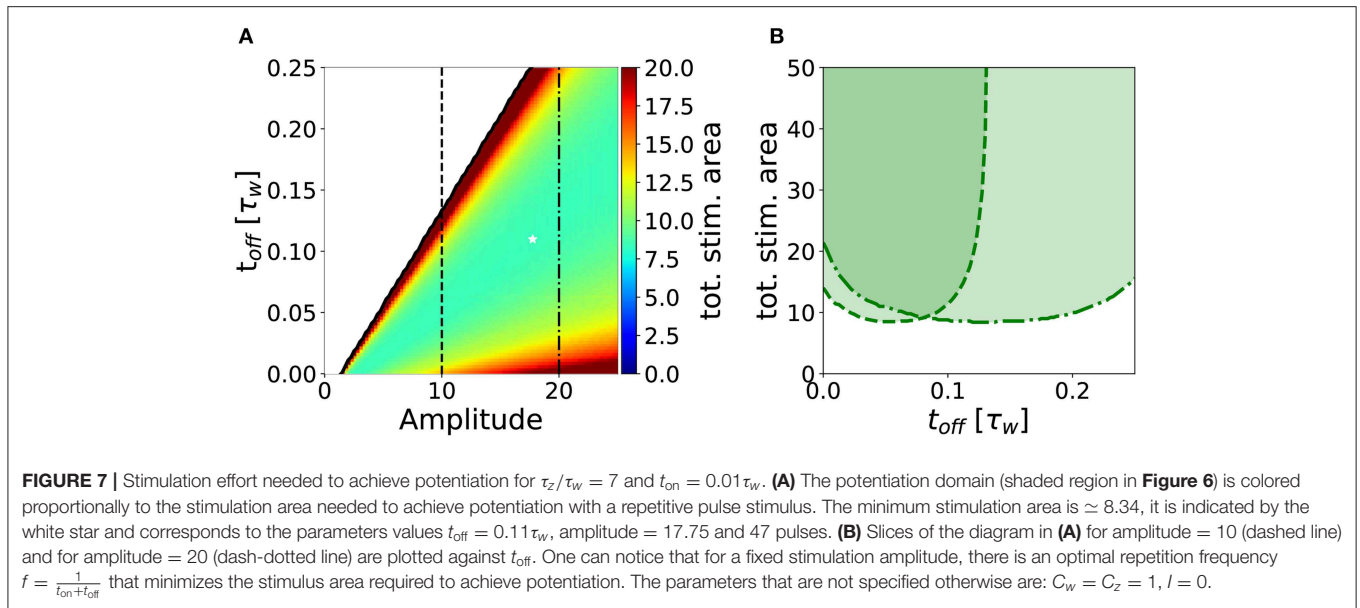 A
B
0.25
0.20
0.15
0.10
0.05
0.00
0
10
20
Amplitude
t_off [τ_w]
20.0
17.5
15.0
12.5
10.0
7.5
5.0
2.5
0.0
tot. stim. area
50
40
30
20
10
0
0.0
0.1
0.2
t_off [τ_w]
tot. stim. area
FIGURE 7 | Stimulation effort needed to achieve potentiation for τ_z/τ_w = 7 and t_on = 0.01τ_w. (A) The potentiation domain (shaded region in Figure 6) is colored
proportionally to the stimulation area needed to achieve potentiation with a repetitive pulse stimulus. The minimum stimulation area is ≃ 8.34, it is indicated by the
white star and corresponds to the parameters values t_off = 0.11τ_w, amplitude = 17.75 and 47 pulses. (B) Slices of the diagram in (A) for amplitude = 10 (dashed line)
and for amplitude = 20 (dash-dotted line) are plotted against t_off. One can notice that for a fixed stimulation amplitude, there is an optimal repetition frequency
f = 1/(t_on+t_off) that minimizes the stimulus area required to achieve potentiation. The parameters that are not specified otherwise are: C_w = C_z = 1, I = 0.